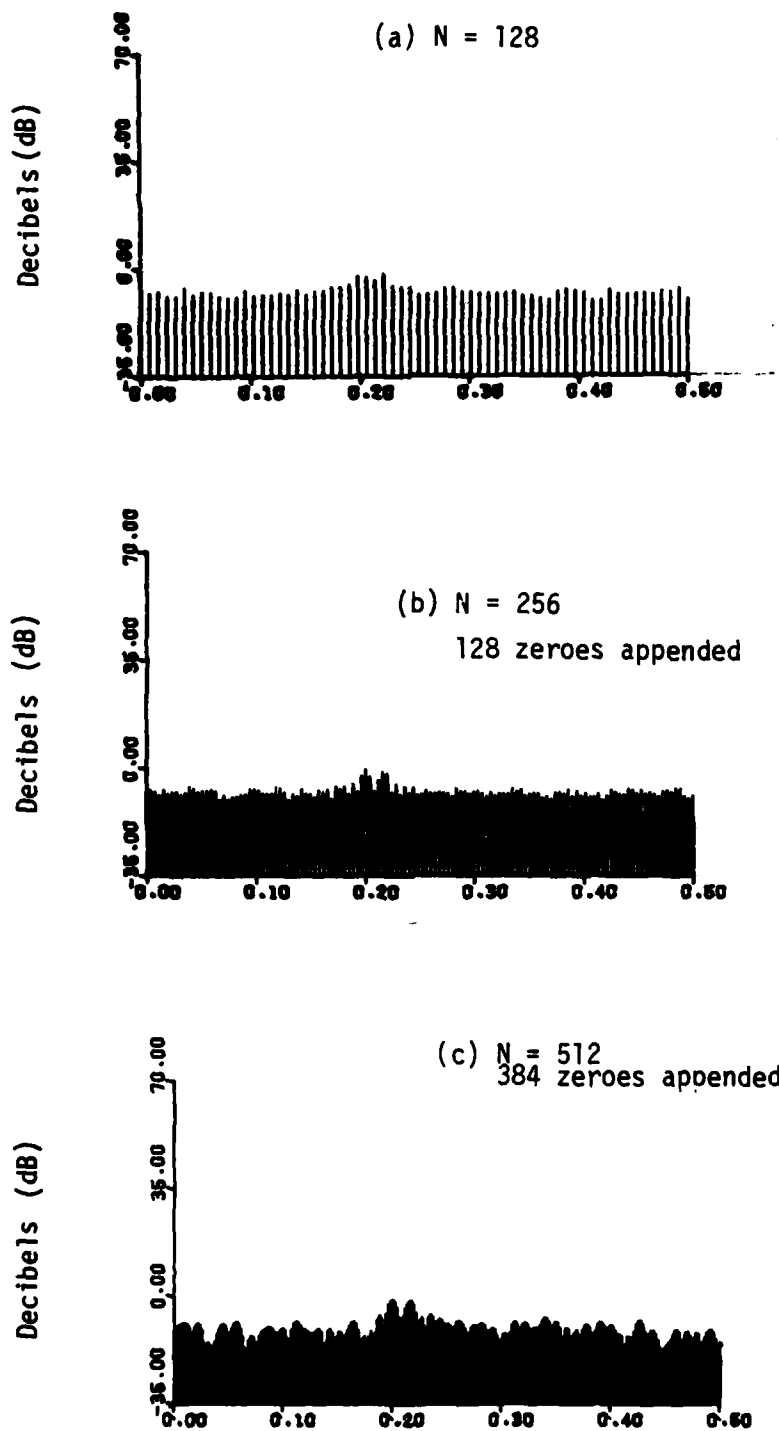 (a) N = 128
Decibels (dB)
70.00
35.00
0.00
-35.00
0.00 0.10 0.20 0.30 0.40 0.50
(b) N = 256
128 zeroes appended
Decibels (dB)
70.00
35.00
0.00
-35.00
0.00 0.10 0.20 0.30 0.40 0.50
(c) N = 512
384 zeroes appended
Decibels (dB)
70.00
35.00
0.00
-35.00
0.00 0.10 0.20 0.30 0.40 0.50